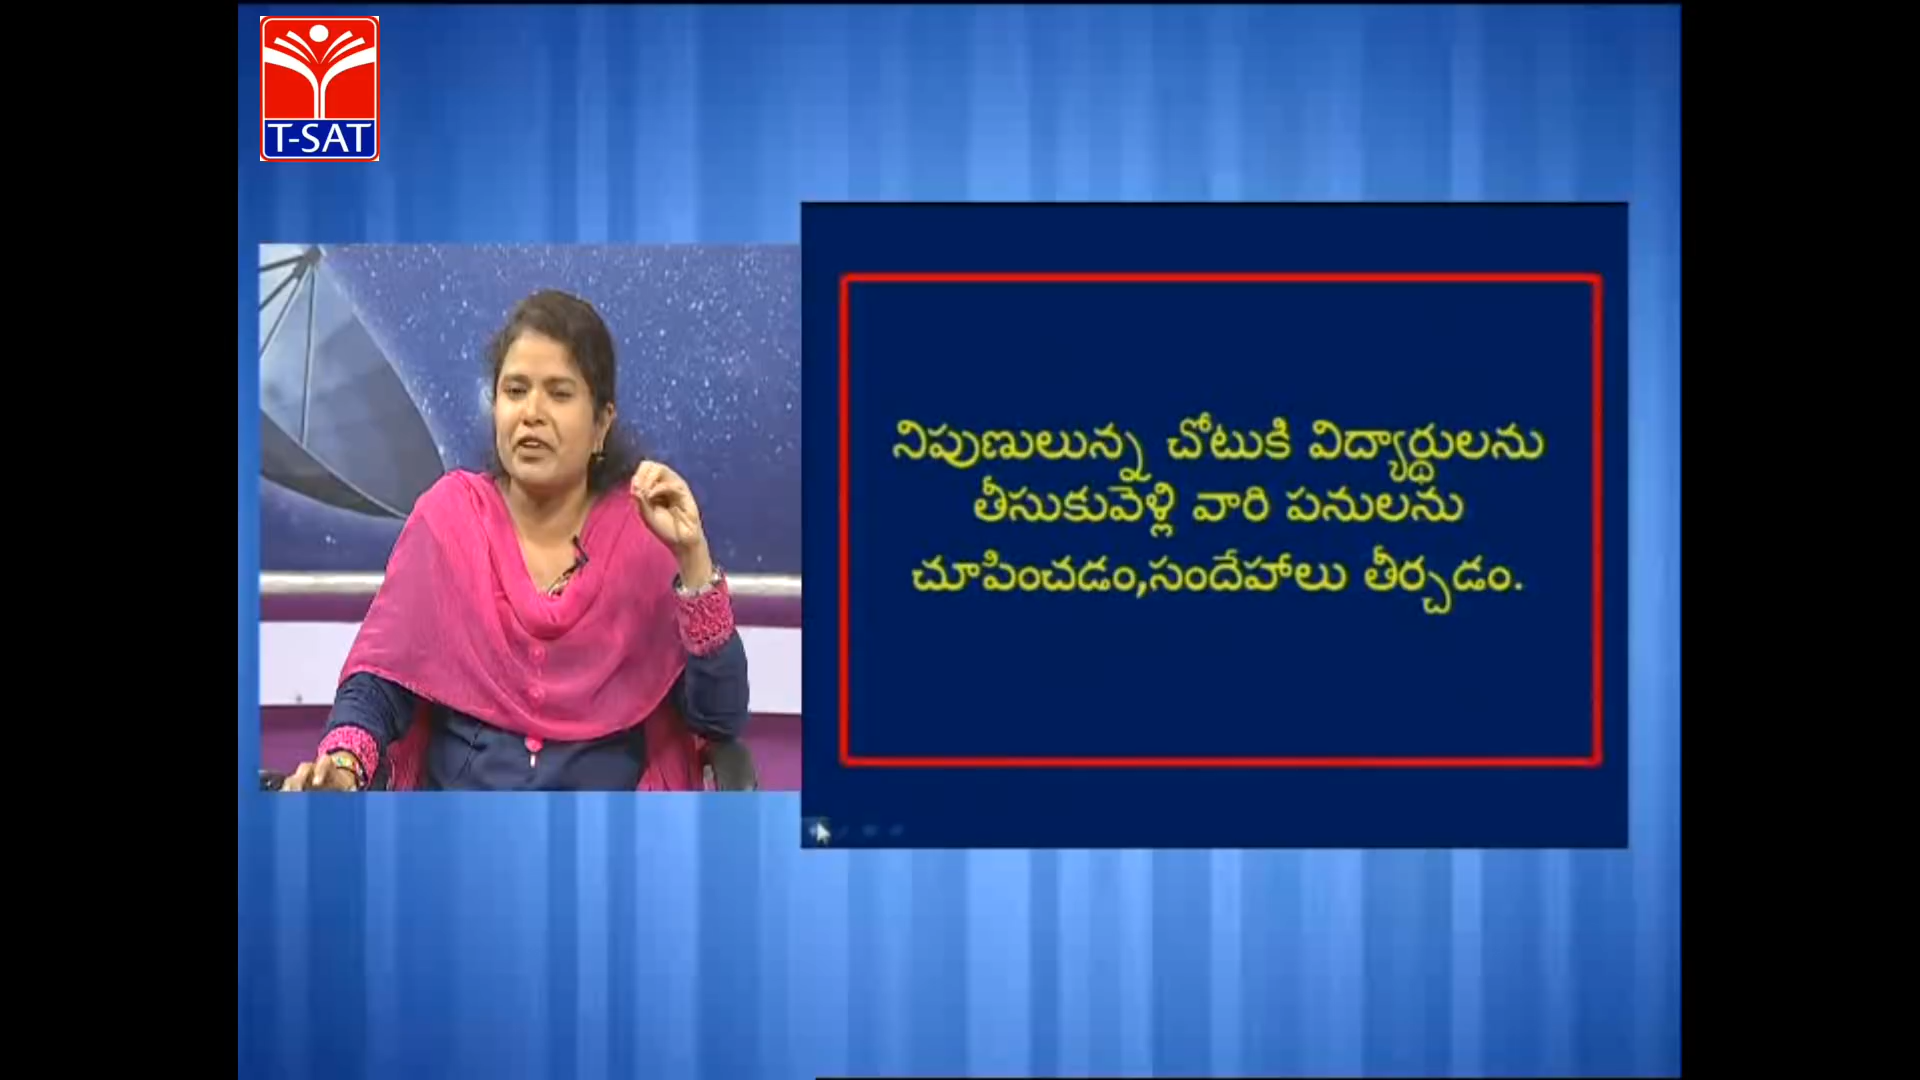 T-SAT
నిపుణులున్న చోటుకి విద్యార్థులను
తీసుకువెళ్లి వారి పనులను
చూపించడం,సందేహాలు తీర్చడం.